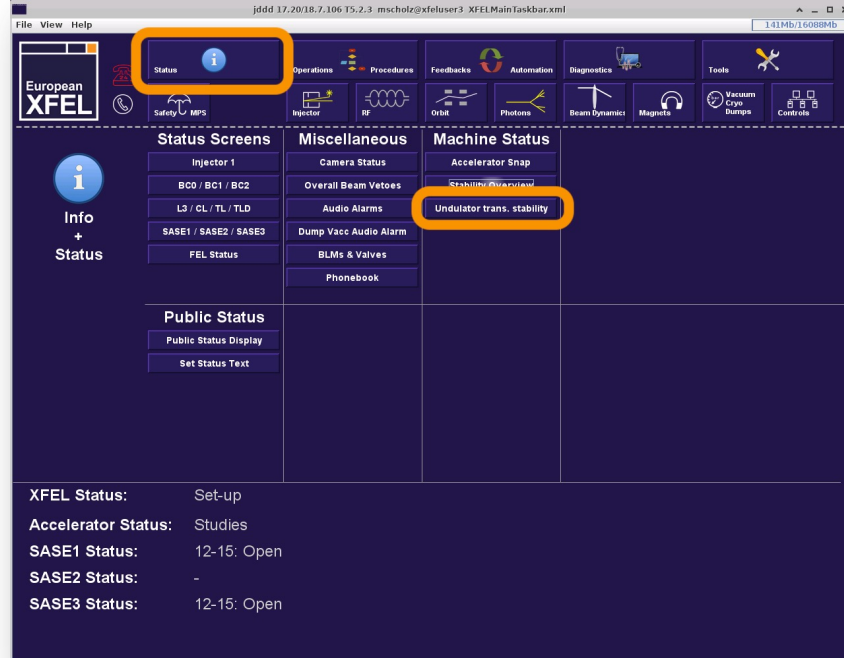 jddd 17.20/18.7.106 T5.2.3 mscholz@xfeluser3 XFELMainTaskbar.xml
File View Help
141Mb/16088Mb
European
XFEL
Status
Operations
Procedures
Feedbacks
Automation
Diagnostics
Tools
Safety
MPS
Injector
RF
Orbit
Photons
Beam Dynamics
Magnets
Vacuum
Cryo
Dumps
Controls
Info
+
Status
Status Screens
Injector 1
BC0 / BC1 / BC2
L3 / CL / TL / TLD
SASE1 / SASE2 / SASE3
FEL Status
Miscellaneous
Camera Status
Overall Beam Vetoes
Audio Alarms
Dump Vacc Audio Alarm
BLMs & Valves
Phonebook
Machine Status
Accelerator Snap
Stability Overview
Undulator trans. stability
Public Status
Public Status Display
Set Status Text
XFEL Status: Set-up
Accelerator Status: Studies
SASE1 Status: 12-15: Open
SASE2 Status: -
SASE3 Status: 12-15: Open